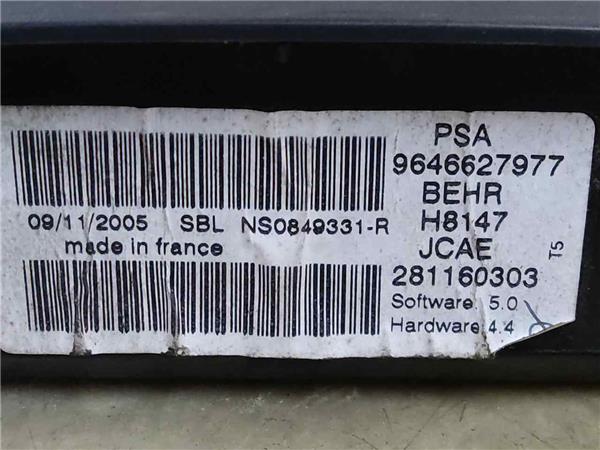 PSA
9646627977
BEHR
09/11/2005 SBL NS0849331-R H8147
made in france JCAE
T5
281160303
Software. 5.0
Hardware 4.4